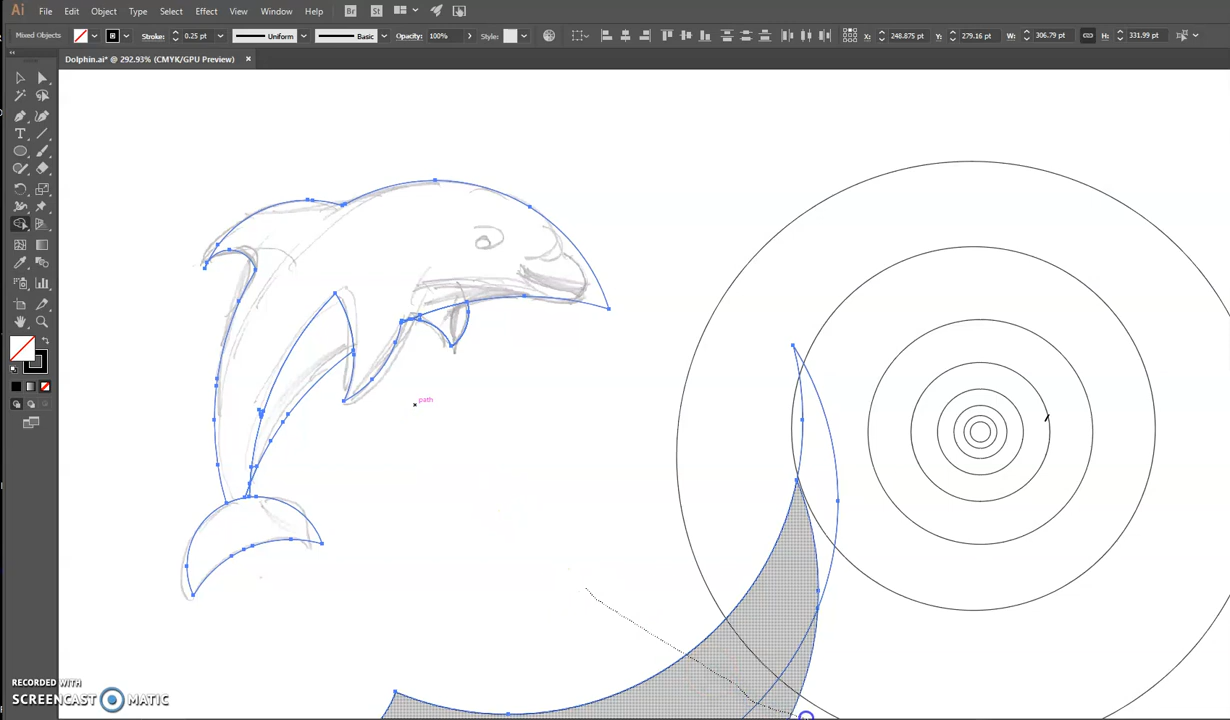 Ai File Edit Object Type Select Effect View Window Help Br St
Mixed Objects Stroke: 0.25 pt Uniform Basic Opacity: 100% Style: X: 248.875 pt Y: 279.16 pt W: 306.79 pt H: 331.99 pt
Dolphin.ai* @ 292.93% (CMYK/GPU Preview) ×
T
path
RECORDED WITH
SCREENCAST MATIC